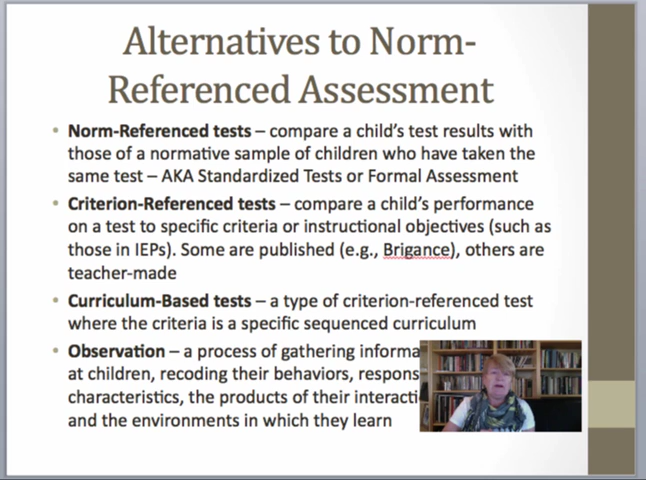 Alternatives to Norm-
Referenced Assessment
• Norm-Referenced tests – compare a child's test results with
those of a normative sample of children who have taken the
same test – AKA Standardized Tests or Formal Assessment
• Criterion-Referenced tests – compare a child's performance
on a test to specific criteria or instructional objectives (such as
those in IEPs). Some are published (e.g., Brigance), others are
teacher-made
• Curriculum-Based tests – a type of criterion-referenced test
where the criteria is a specific sequenced curriculum
• Observation – a process of gathering
at children, recoding their behaviors,
characteristics, the products of their
and the environments in which they learn